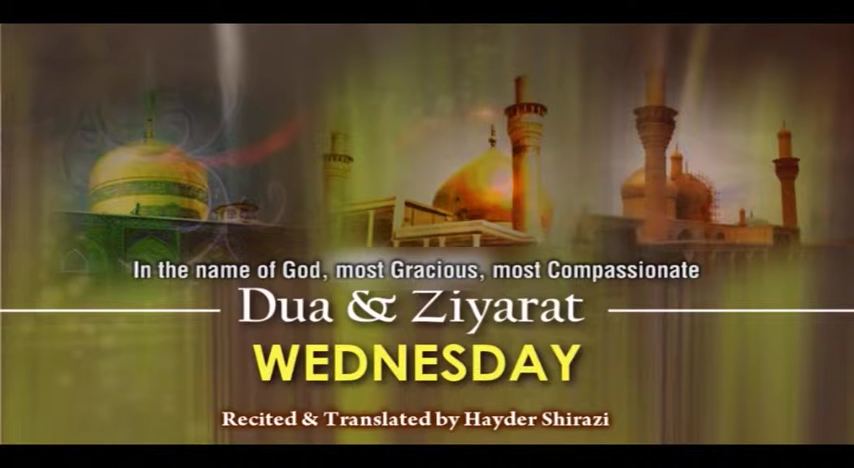 In the name of God, most Gracious, most Compassionate
Dua & Ziyarat
WEDNESDAY
Recited & Translated by Hayder Shirazi